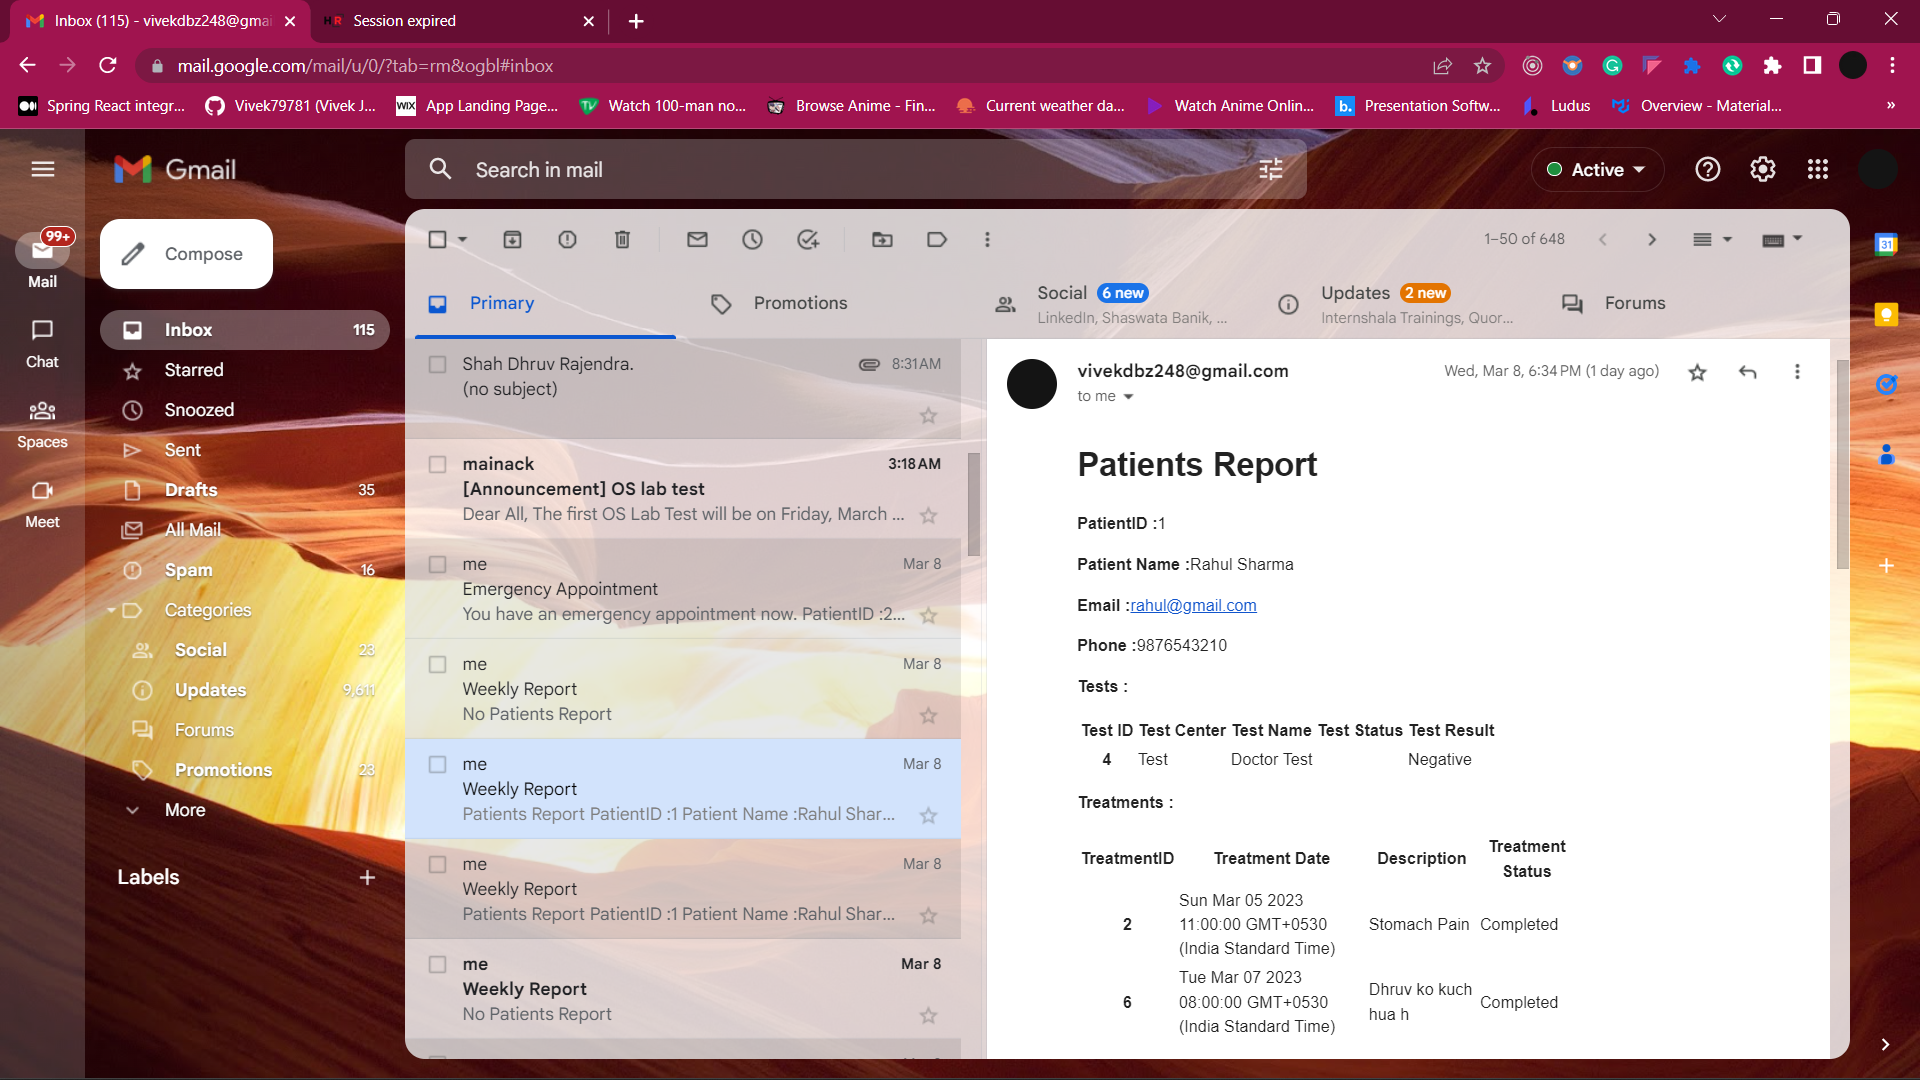 Inbox (115) - vivekdbz248@gmai
HR Session expired
mail.google.com/mail/u/0/?tab=rm&ogbl#inbox
Spring React integr...
Vivek79781 (Vivek J...
WIX App Landing Page...
TV Watch 100-man no...
Browse Anime - Fin...
Current weather da...
Watch Anime Onlin...
b. Presentation Softw...
Ludus
Overview - Material...
»
Gmail
Search in mail
Active
99+
Mail
Chat
Spaces
Meet
Compose
Inbox 115
Starred
Snoozed
Sent
Drafts 35
All Mail
Spam 16
Categories
Social 23
Updates 9,611
Forums
Promotions 23
More
Labels
1–50 of 648
31
Primary
Promotions
Social 6 new
LinkedIn, Shaswata Banik, ...
Updates 2 new
Internshala Trainings, Quor...
Forums
Shah Dhruv Rajendra. 8:31 AM
(no subject)
mainack 3:18 AM
[Announcement] OS lab test
Dear All, The first OS Lab Test will be on Friday, March ...
me Mar 8
Emergency Appointment
You have an emergency appointment now. PatientID :2...
me Mar 8
Weekly Report
No Patients Report
me Mar 8
Weekly Report
Patients Report PatientID :1 Patient Name :Rahul Shar...
me Mar 8
Weekly Report
Patients Report PatientID :1 Patient Name :Rahul Shar...
me Mar 8
Weekly Report
No Patients Report
vivekdbz248@gmail.com Wed, Mar 8, 6:34 PM (1 day ago)
to me
Patients Report
PatientID :1
Patient Name :Rahul Sharma
Email :rahul@gmail.com
Phone :9876543210
Tests :
Test ID Test Center Test Name Test Status Test Result
4 Test Doctor Test Negative
Treatments :
TreatmentID Treatment Date Description Treatment
Status
Sun Mar 05 2023
2 11:00:00 GMT+0530 Stomach Pain Completed
(India Standard Time)
Tue Mar 07 2023
6 08:00:00 GMT+0530 Dhruv ko kuch hua h Completed
(India Standard Time)